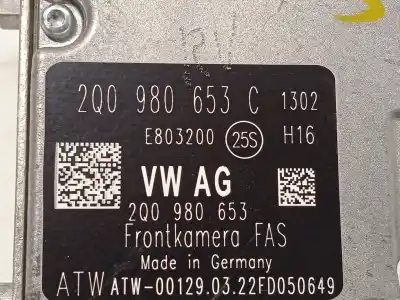 2Q0 980 653 C 1302
E803200 25S H16
VW AG
2Q0 980 653
Frontkamera FAS
Made in Germany
ATW ATW-00129.03.22FD050649